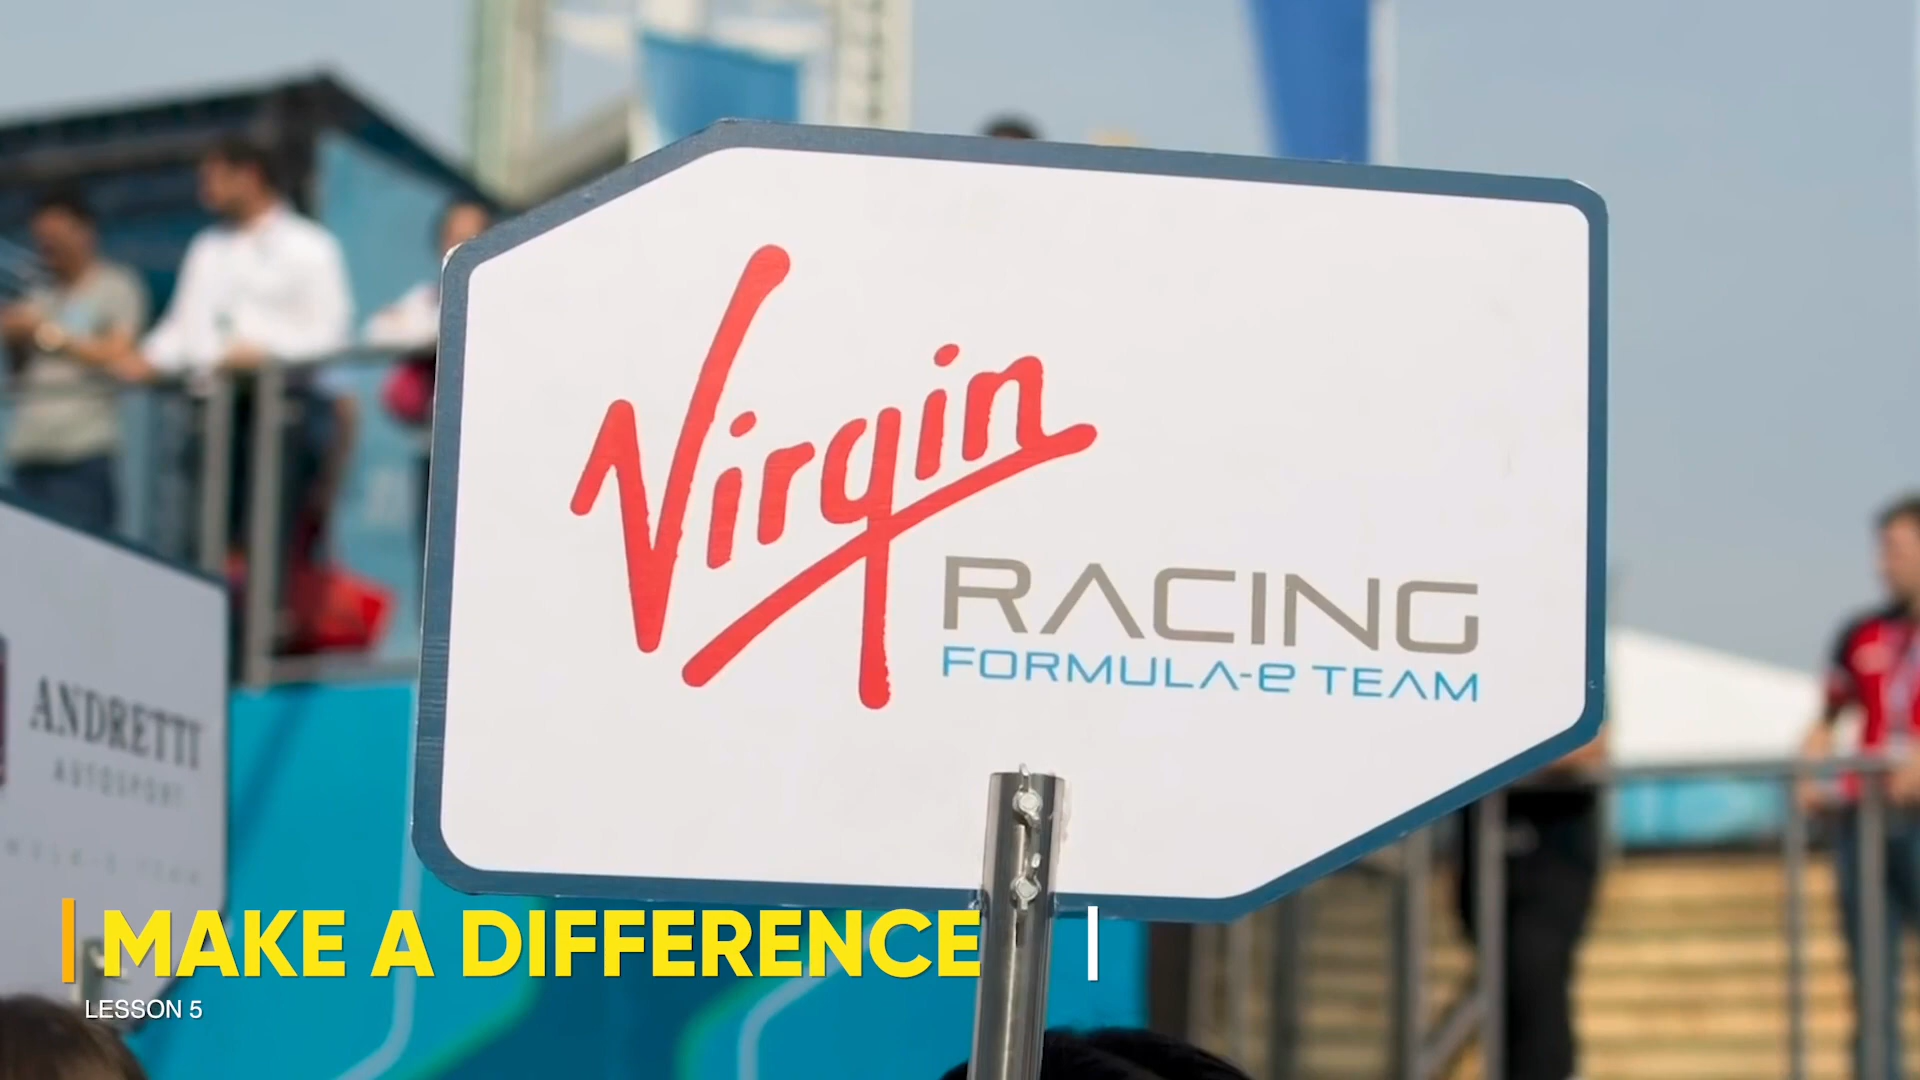 Virgin
RACING
FORMULA-e TEAM
ANDRETTI
AUTOSPORT
MAKE A DIFFERENCE
LESSON 5